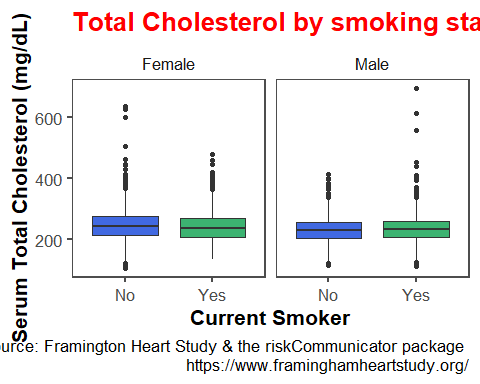 Total Cholesterol by smoking sta
Female Male
Serum Total Cholesterol (mg/dL)
600
400
200
No Yes No Yes
Current Smoker
urce: Framington Heart Study & the riskCommunicator package
https://www.framinghamheartstudy.org/